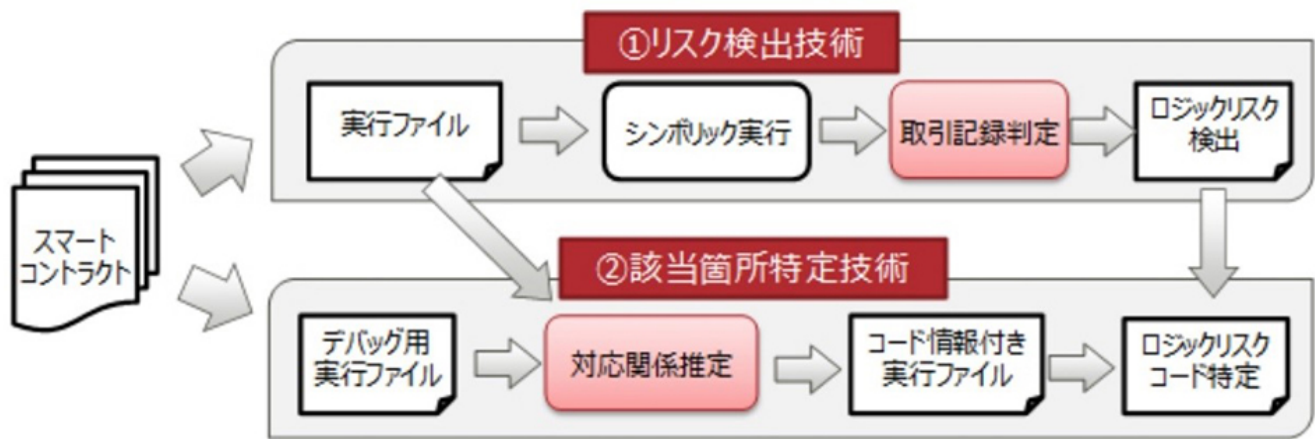 ①リスク検出技術
実行ファイル
シンボリック実行
取引記録判定
ロジックリスク
検出
スマート
コントラクト
②該当箇所特定技術
デバッグ用
実行ファイル
対応関係推定
コード情報付き
実行ファイル
ロジックリスク
コード特定